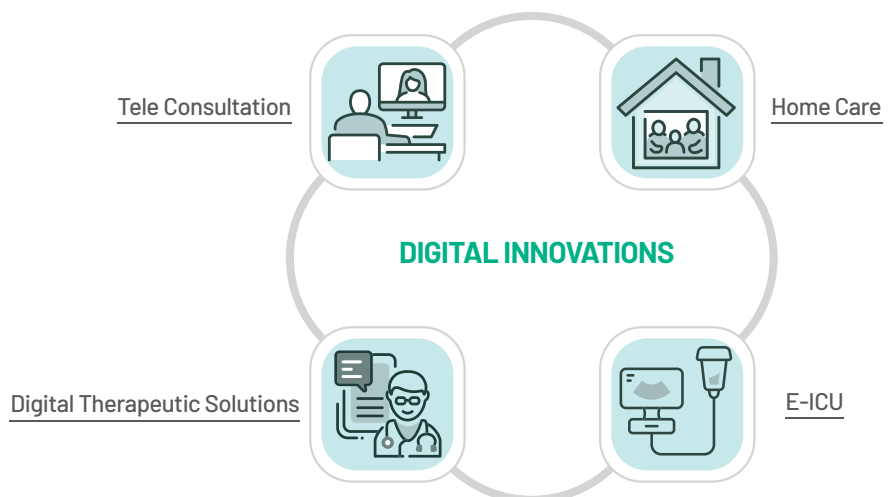 Tele Consultation
Home Care
DIGITAL INNOVATIONS
Digital Therapeutic Solutions
E-ICU